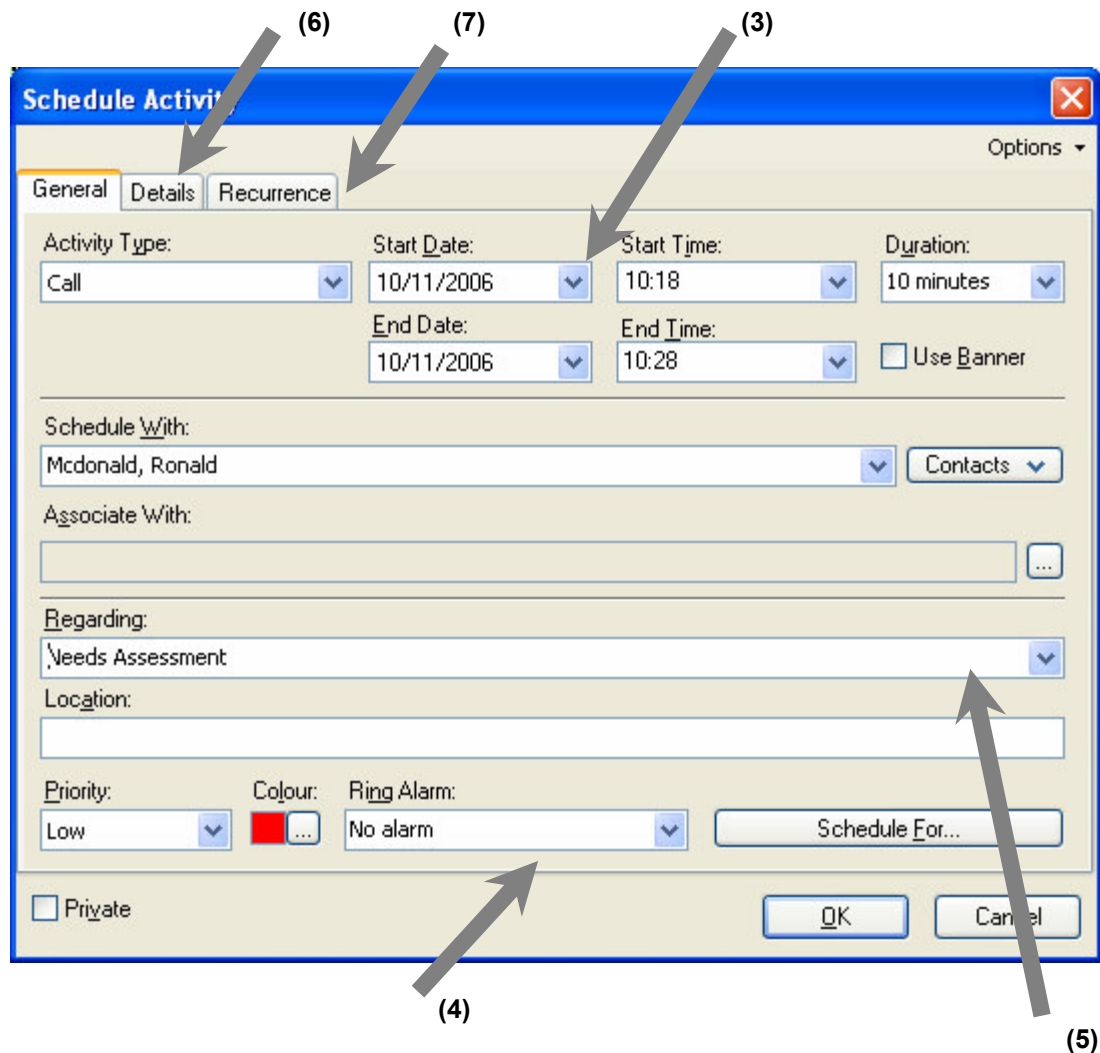 (6) (7) (3)
Schedule Activity
Options
General Details Recurrence
Activity Type: Start Date: Start Time: Duration:
Call 10/11/2006 10:18 10 minutes
End Date: End Time:
10/11/2006 10:28 Use Banner
Schedule With:
Mcdonald, Ronald Contacts
Associate With:
...
Regarding:
Needs Assessment
Location:
Priority: Colour: Ring Alarm:
Low ... No alarm Schedule For...
Private OK Cancel
(4)
(5)